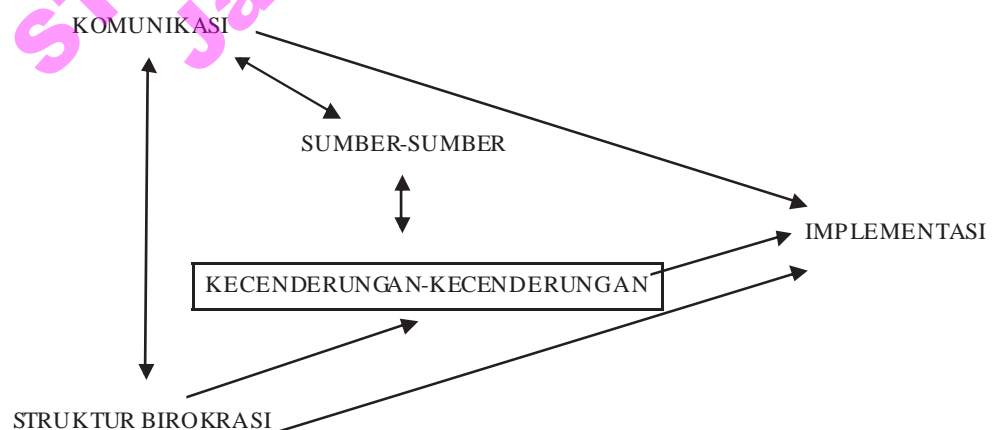 KOMUNIKASI
SUMBER-SUMBER
IMPLEMENTASI
KECENDERUNGAN-KECENDERUNGAN
STRUKTUR BIROKRASI